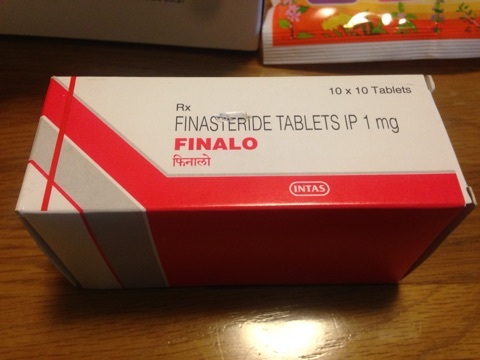 10 x 10 Tablets
Rx
FINASTERIDE TABLETS IP 1 mg
FINALO
फिनालो
INTAS